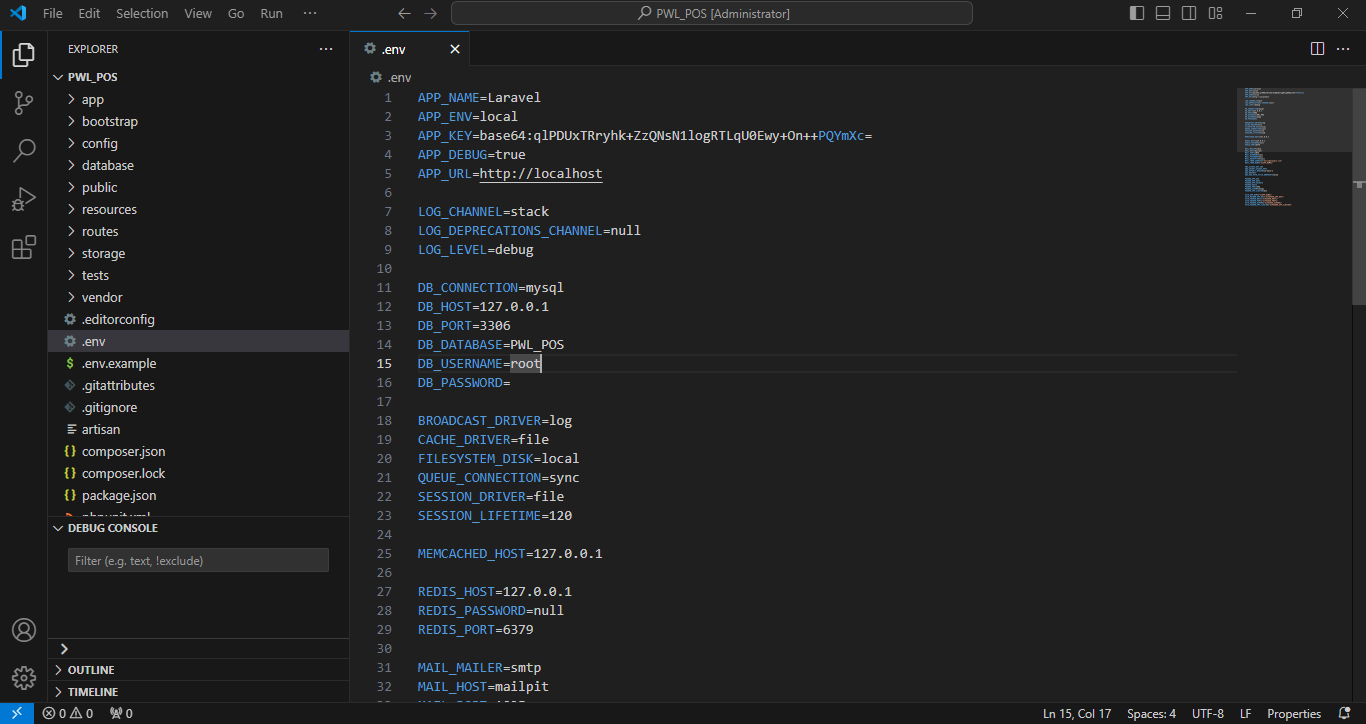 File Edit Selection View Go Run ···
PWL_POS [Administrator]
EXPLORER
PWL_POS
app
bootstrap
config
database
public
resources
routes
storage
tests
vendor
.editorconfig
.env
.env.example
.gitattributes
.gitignore
artisan
composer.json
composer.lock
package.json
DEBUG CONSOLE
Filter (e.g. text, !exclude)
OUTLINE
TIMELINE
.env
.env
1 APP_NAME=Laravel
2 APP_ENV=local
3 APP_KEY=base64:qlPDUxTRryhk+ZzQNsN1logRTLqU0Ewy+On++PQYmXc=
4 APP_DEBUG=true
5 APP_URL=http://localhost
6
7 LOG_CHANNEL=stack
8 LOG_DEPRECATIONS_CHANNEL=null
9 LOG_LEVEL=debug
10
11 DB_CONNECTION=mysql
12 DB_HOST=127.0.0.1
13 DB_PORT=3306
14 DB_DATABASE=PWL_POS
15 DB_USERNAME=root
16 DB_PASSWORD=
17
18 BROADCAST_DRIVER=log
19 CACHE_DRIVER=file
20 FILESYSTEM_DISK=local
21 QUEUE_CONNECTION=sync
22 SESSION_DRIVER=file
23 SESSION_LIFETIME=120
24
25 MEMCACHED_HOST=127.0.0.1
26
27 REDIS_HOST=127.0.0.1
28 REDIS_PASSWORD=null
29 REDIS_PORT=6379
30
31 MAIL_MAILER=smtp
32 MAIL_HOST=mailpit
0 0 0
Ln 15, Col 17 Spaces: 4 UTF-8 LF Properties